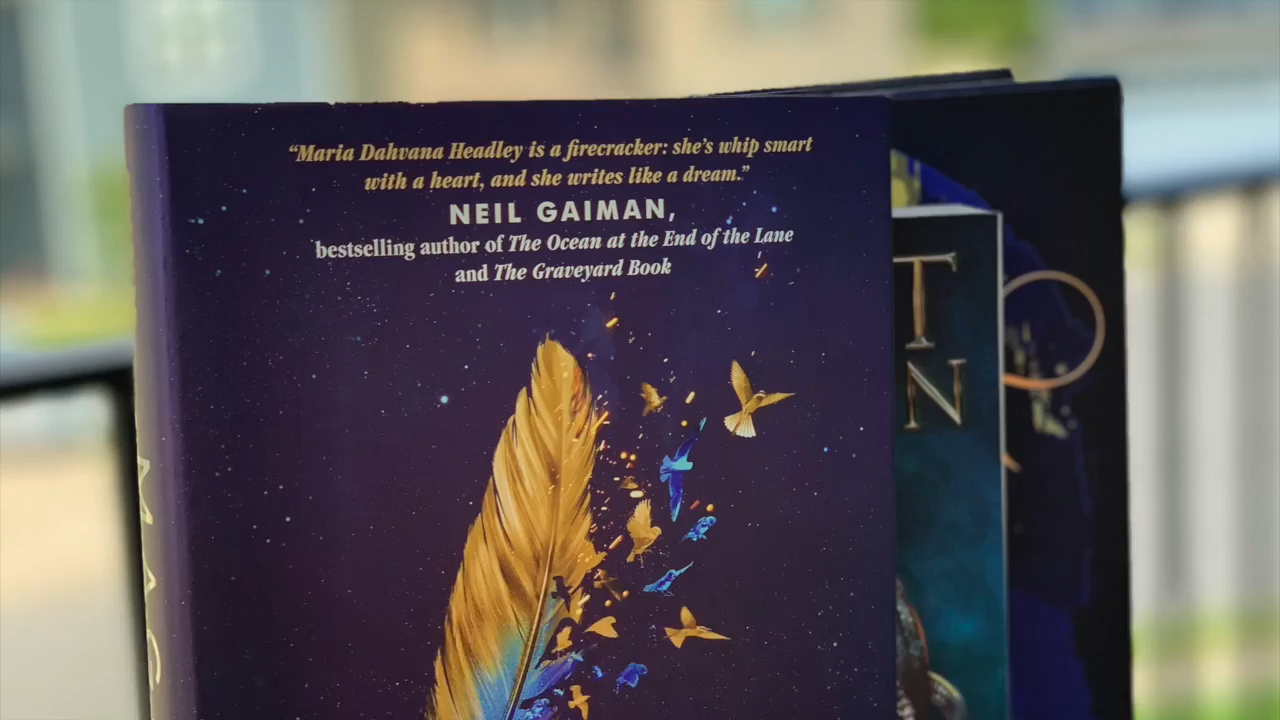 “Maria Dahvana Headley is a firecracker: she’s whip smart
with a heart, and she writes like a dream.”
NEIL GAIMAN,
bestselling author of The Ocean at the End of the Lane
and The Graveyard Book
T
N
MAG